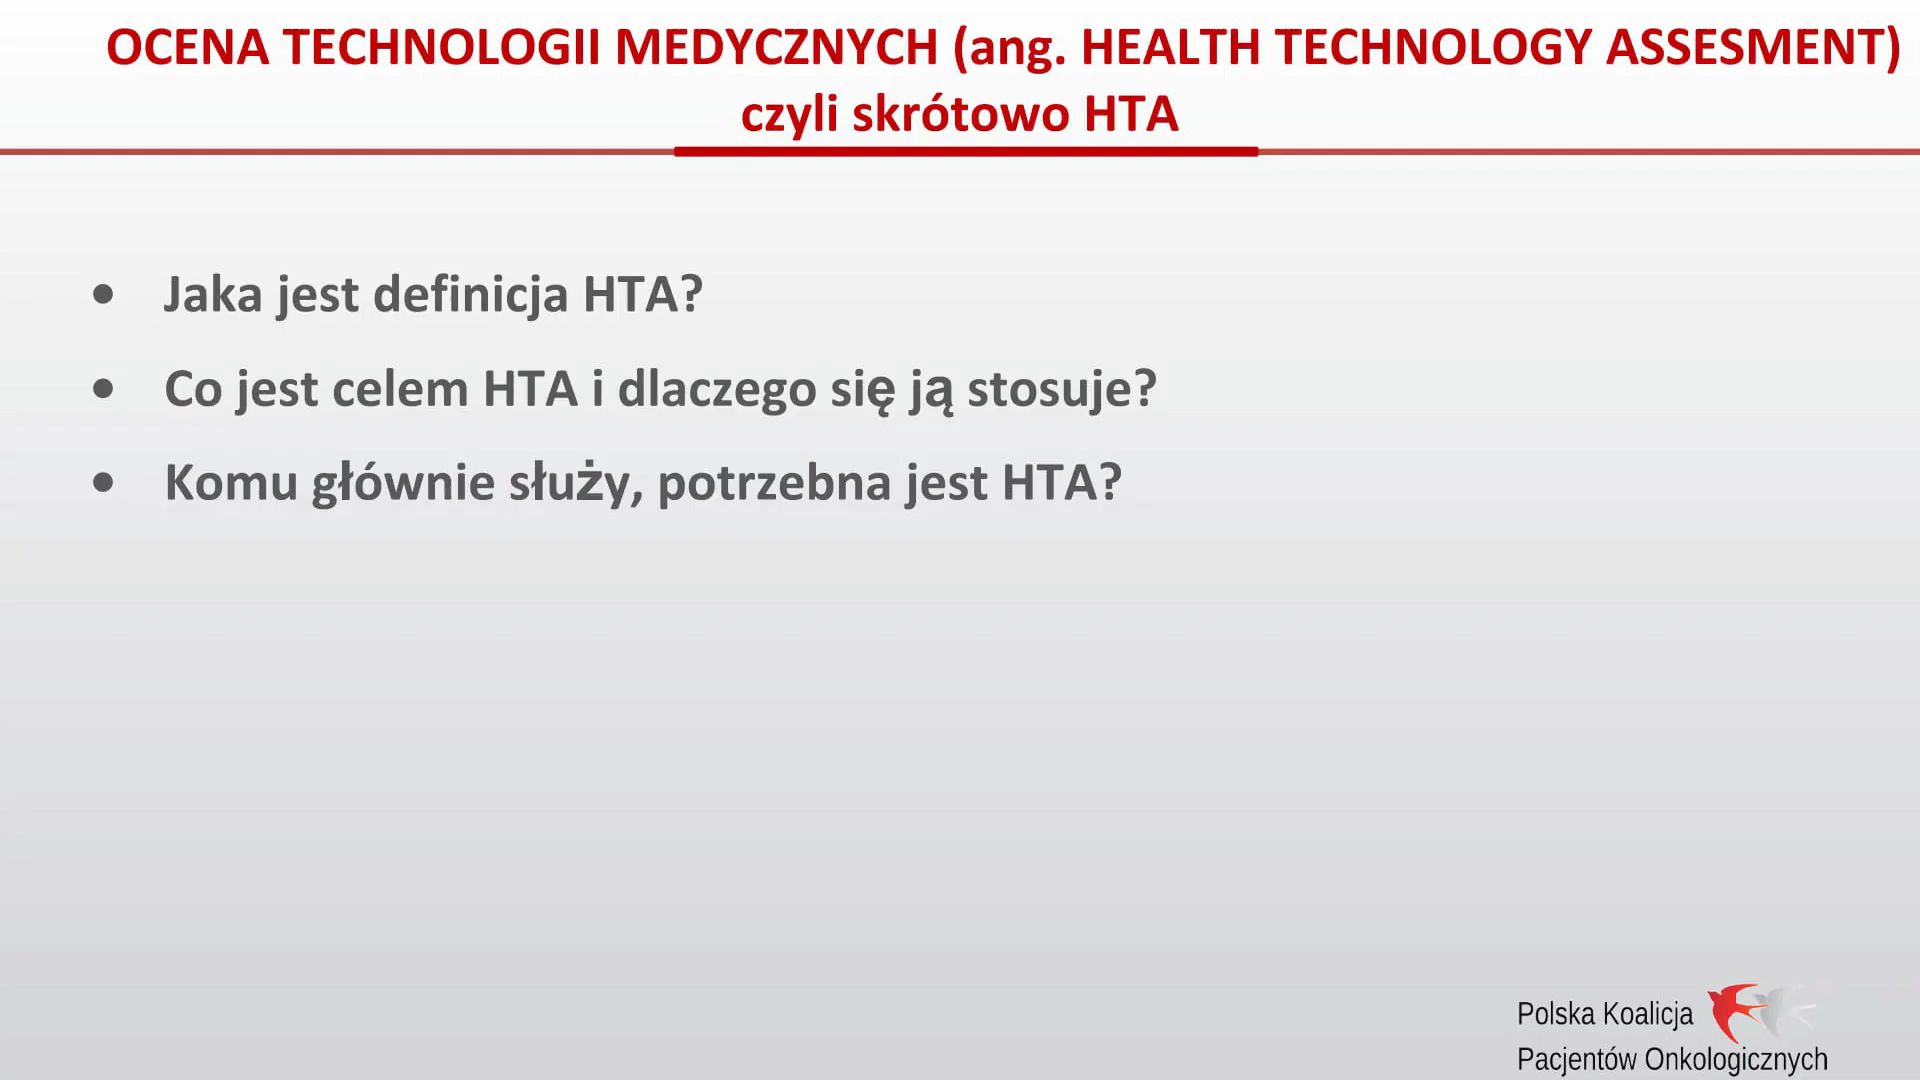 OCENA TECHNOLOGII MEDYCZNYCH (ang. HEALTH TECHNOLOGY ASSESMENT)
czyli skrótowo HTA
• Jaka jest definicja HTA?
• Co jest celem HTA i dlaczego się ją stosuje?
• Komu głównie służy, potrzebna jest HTA?
Polska Koalicja
Pacjentów Onkologicznych